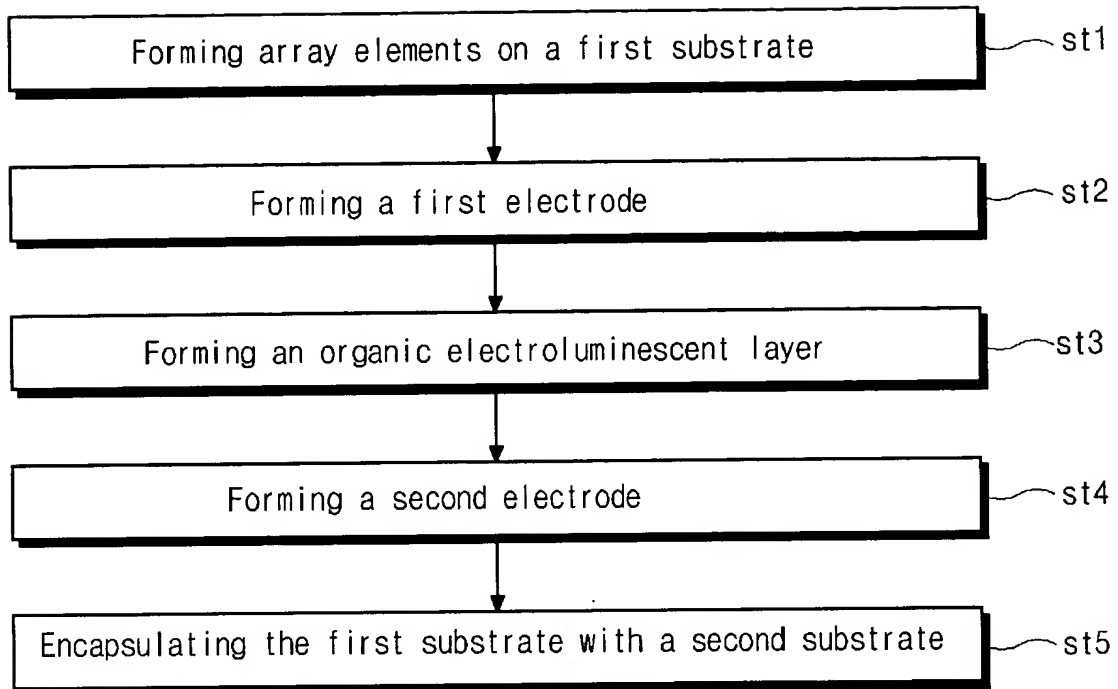 Forming array elements on a first substrate
st1
Forming a first electrode
st2
Forming an organic electroluminescent layer
st3
Forming a second electrode
st4
Encapsulating the first substrate with a second substrate
st5